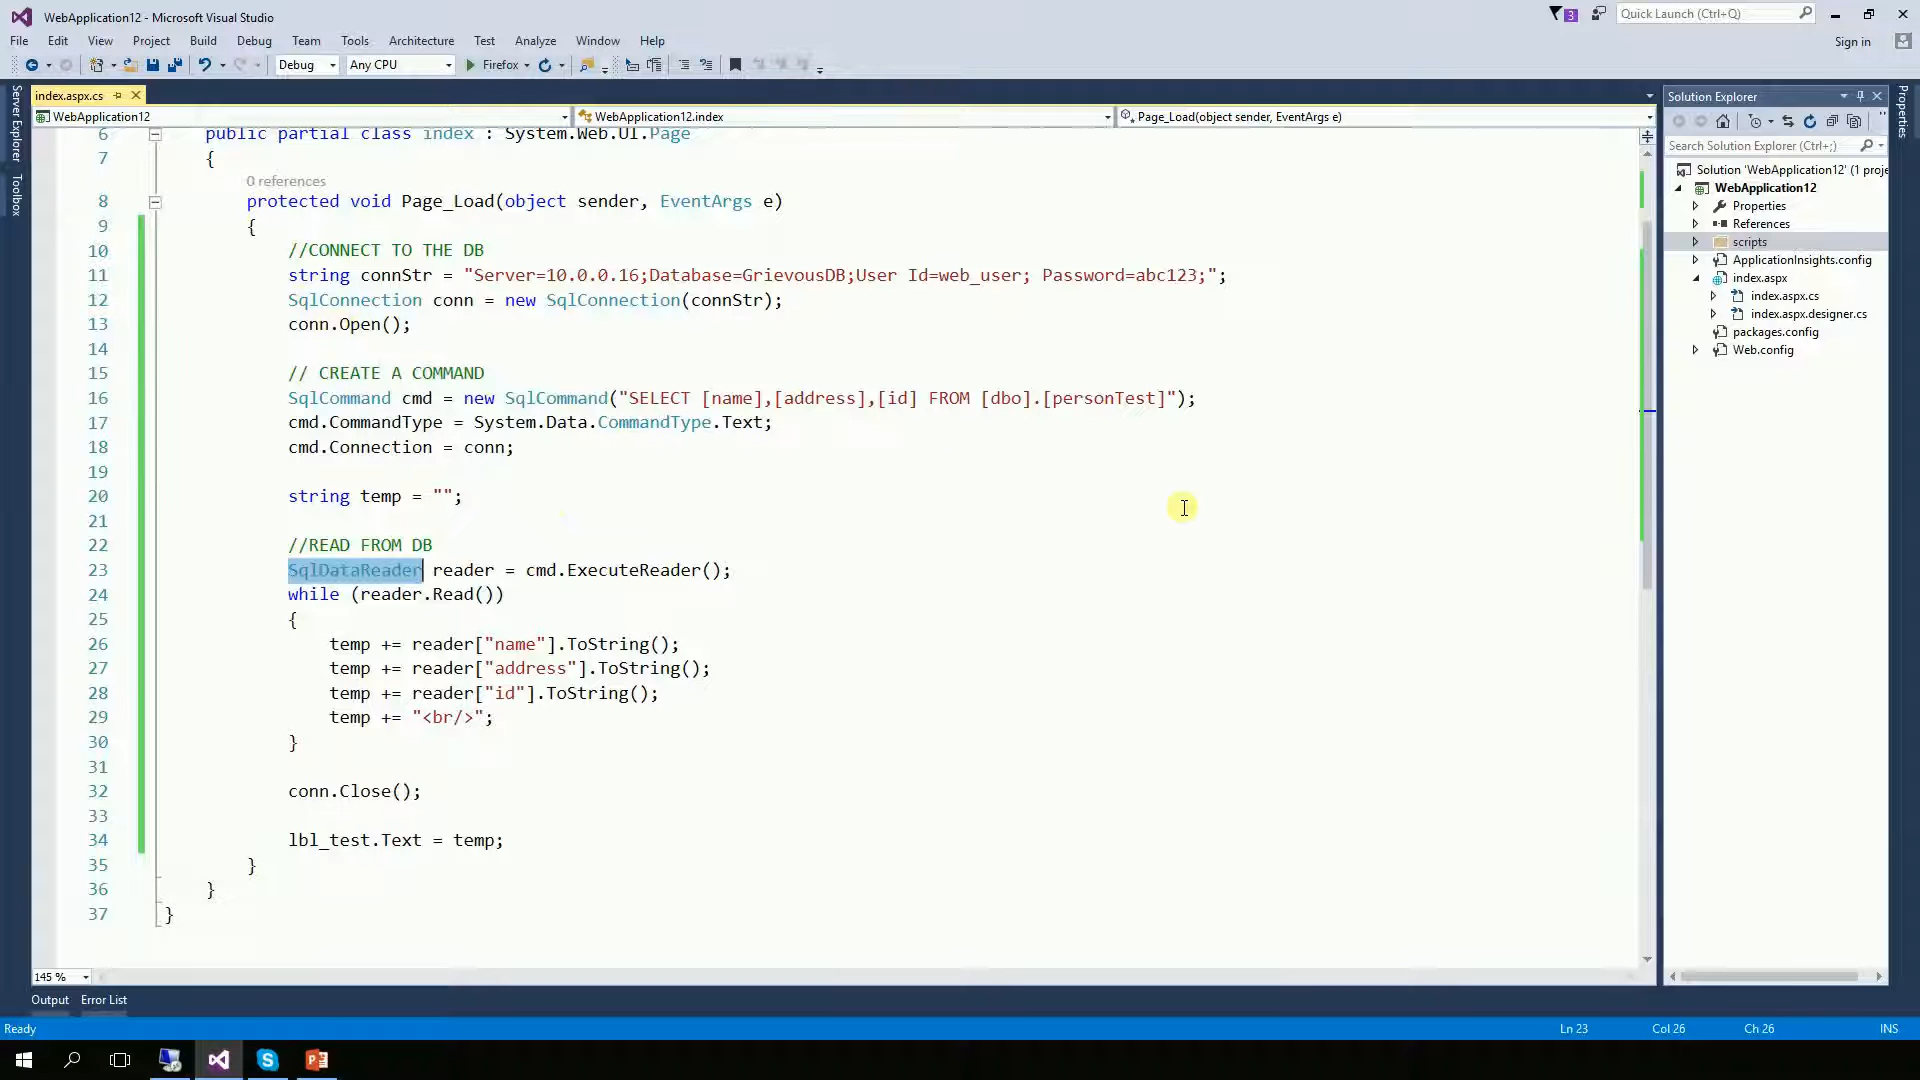 WebApplication12 - Microsoft Visual Studio
3
Quick Launch (Ctrl+Q)
File Edit View Project Build Debug Team Tools Architecture Test Analyze Window Help
Sign in
Debug Any CPU Firefox
Server Explorer
Toolbox
index.aspx.cs
WebApplication12 WebApplication12.index Page_Load(object sender, EventArgs e)
6 public partial class index : System.Web.UI.Page
7 {
0 references
8 protected void Page_Load(object sender, EventArgs e)
9 {
10 //CONNECT TO THE DB
11 string connStr = "Server=10.0.0.16;Database=GrievousDB;User Id=web_user; Password=abc123;";
12 SqlConnection conn = new SqlConnection(connStr);
13 conn.Open();
14
15 // CREATE A COMMAND
16 SqlCommand cmd = new SqlCommand("SELECT [name],[address],[id] FROM [dbo].[personTest]");
17 cmd.CommandType = System.Data.CommandType.Text;
18 cmd.Connection = conn;
19
20 string temp = "";
21
22 //READ FROM DB
23 SqlDataReader reader = cmd.ExecuteReader();
24 while (reader.Read())
25 {
26 temp += reader["name"].ToString();
27 temp += reader["address"].ToString();
28 temp += reader["id"].ToString();
29 temp += "<br/>";
30 }
31
32 conn.Close();
33
34 lbl_test.Text = temp;
35 }
36 }
37 }
145 %
Solution Explorer
Search Solution Explorer (Ctrl+;)
Solution 'WebApplication12' (1 proje
WebApplication12
Properties
References
scripts
ApplicationInsights.config
index.aspx
index.aspx.cs
index.aspx.designer.cs
packages.config
Web.config
Properties
Output Error List
Ready Ln 23 Col 26 Ch 26 INS